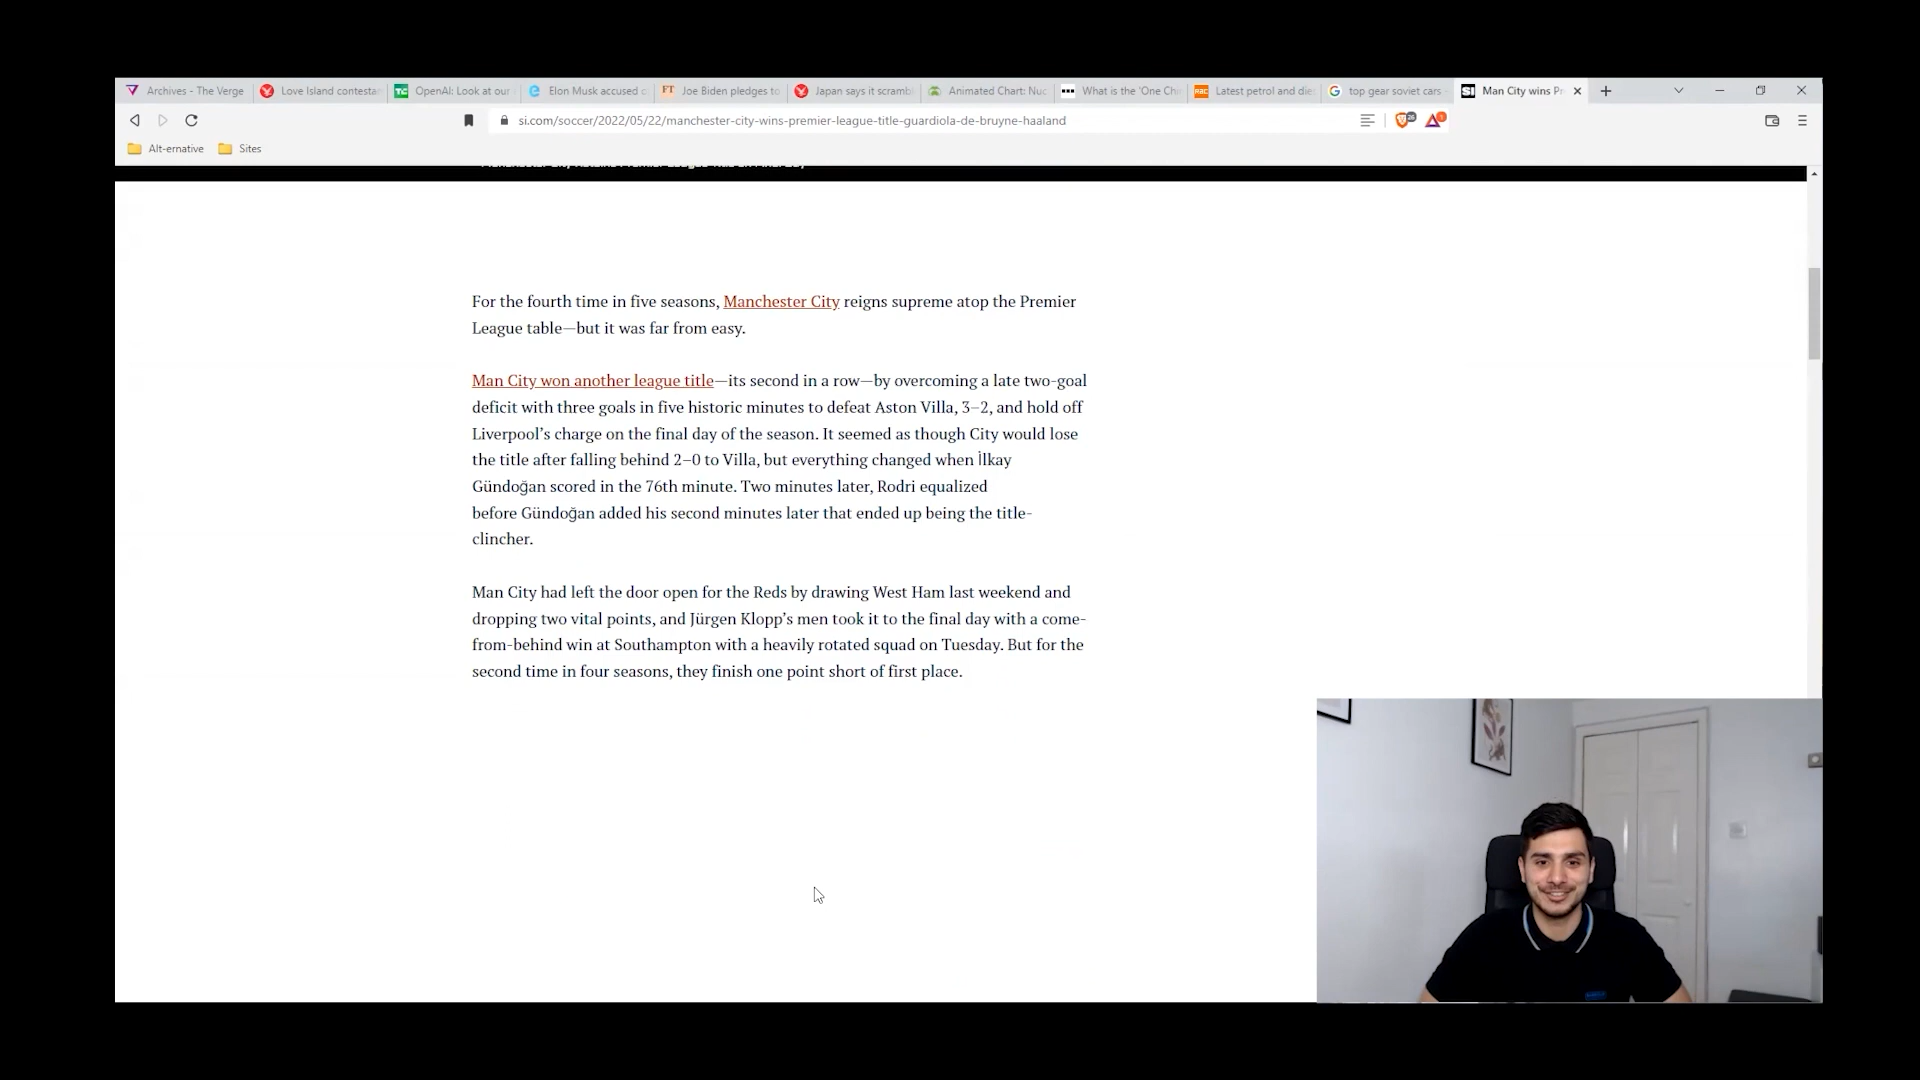 Archives - The Verge
Love Island contesta
OpenAI: Look at our
Elon Musk accused o
FT Joe Biden pledges to
Japan says it scrambl
Animated Chart: Nuc
What is the 'One Chi
RAC Latest petrol and die
top gear soviet cars
SI Man City wins Pr
si.com/soccer/2022/05/22/manchester-city-wins-premier-league-title-guardiola-de-bruyne-haaland
Alt-ernative
Sites
For the fourth time in five seasons, Manchester City reigns supreme atop the Premier
League table—but it was far from easy.
Man City won another league title—its second in a row—by overcoming a late two-goal
deficit with three goals in five historic minutes to defeat Aston Villa, 3–2, and hold off
Liverpool’s charge on the final day of the season. It seemed as though City would lose
the title after falling behind 2–0 to Villa, but everything changed when İlkay
Gündoğan scored in the 76th minute. Two minutes later, Rodri equalized
before Gündoğan added his second minutes later that ended up being the title-
clincher.
Man City had left the door open for the Reds by drawing West Ham last weekend and
dropping two vital points, and Jürgen Klopp’s men took it to the final day with a come-
from-behind win at Southampton with a heavily rotated squad on Tuesday. But for the
second time in four seasons, they finish one point short of first place.